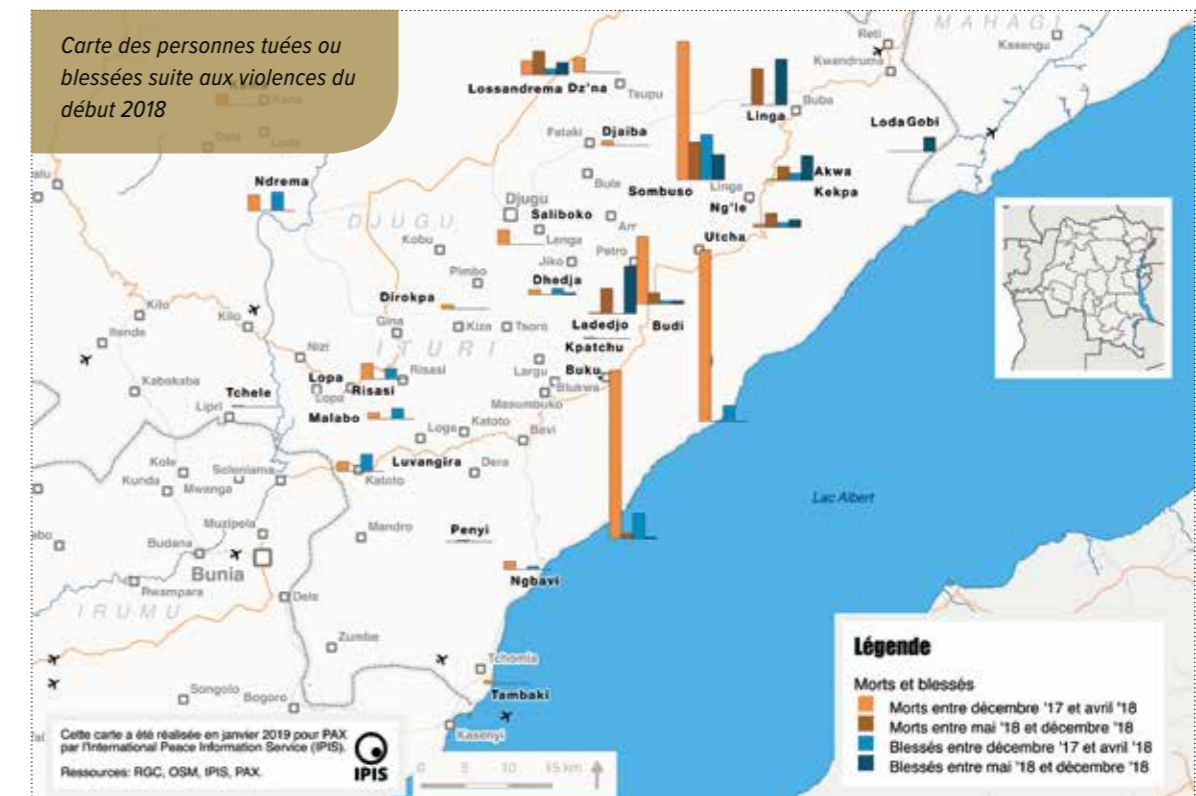 Carte des personnes tuées ou
blessées suite aux violences du
début 2018
MAHAGI
Reti
Kasengu
Kwandruma
Lossandrema Dz'na
Tsupu
Linga
Buba
LodaGobi
Kana
Dala
Loda
Fataki
Djaiba
Ndrema
Bule
Sombuso
Linga
Akwa
Kekpa
Ng'le
Djugu
Saliboko
DJUGU
Arr
Utcha
Kobu
Lenga
Petro
Jiko
Pimbo
Dhedja
Dirokpa
Kilo
Kilo
Gina
Kiza
Tsoro
Ladedjo
Budi
Itende
ITURI
Kpatchu
Nizi
Largu
Buku
Kabakaba
Lopa
Risasi
Risasi
Lopa
Tchele
Masumbuko
Lipri
Malabo
Loga
Katoto
Bavi
Kole
Soleniama
Luvangira
Dera
Kunda
Mwanga
Katoto
Lac Albert
Muzipela
Mandro
Penyi
Budana
Bunia
Ngbavi
Rwampara
Dele
IRUMU
Zumbe
Tchomia
Songolo
Bogoro
Tambaki
Kasenyi
Cette carte a été réalisée en janvier 2019 pour PAX
par l'International Peace Information Service (IPIS).
Ressources: RGC, OSM, IPIS, PAX.
IPIS
0 5 10 15 km
Légende
Morts et blessés
Morts entre décembre '17 et avril '18
Morts entre mai '18 et décembre '18
Blessés entre décembre '17 et avril '18
Blessés entre mai '18 et décembre '18